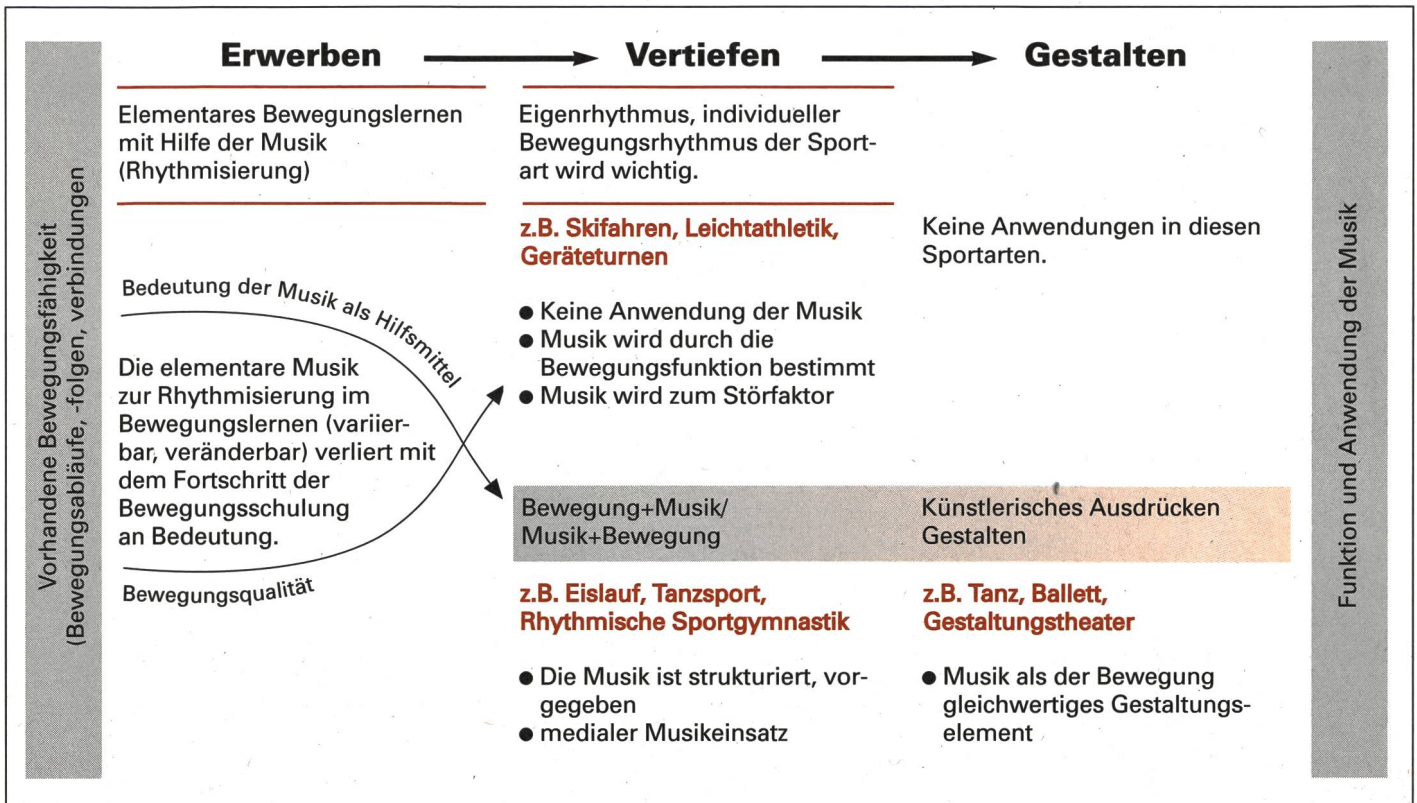 Vorhandene Bewegungsfähigkeit
(Bewegungsabläufe, -folgen, verbindungen
Erwerben
Vertiefen
Gestalten
Elementares Bewegungslernen
mit Hilfe der Musik
(Rhythmisierung)
Eigenrhythmus, individueller
Bewegungsrhythmus der Sport-
art wird wichtig.
z.B. Skifahren, Leichtathletik,
Geräteturnen
Keine Anwendungen in diesen
Sportarten.
Bedeutung der Musik als Hilfsmittel
● Keine Anwendung der Musik
● Musik wird durch die
Bewegungsfunktion bestimmt
● Musik wird zum Störfaktor
Die elementare Musik
zur Rhythmisierung im
Bewegungslernen (variier-
bar, veränderbar) verliert mit
dem Fortschritt der
Bewegungsschulung
an Bedeutung.
Bewegungsqualität
Bewegung+Musik/
Musik+Bewegung
Künstlerisches Ausdrücken
Gestalten
z.B. Eislauf, Tanzsport,
Rhythmische Sportgymnastik
z.B. Tanz, Ballett,
Gestaltungstheater
● Die Musik ist strukturiert, vor-
gegeben
● medialer Musikeinsatz
● Musik als der Bewegung
gleichwertiges Gestaltungs-
element
Funktion und Anwendung der Musik